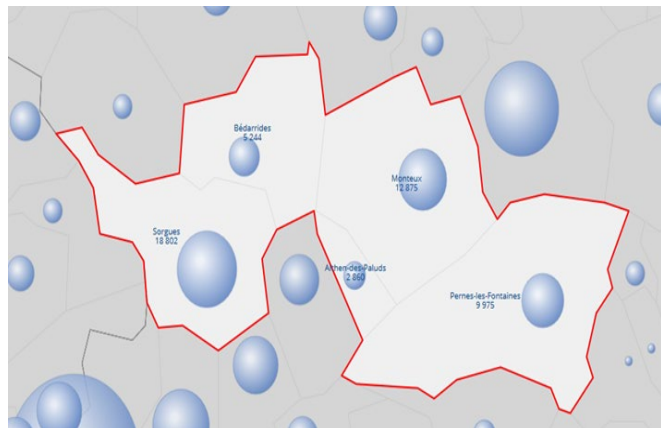 Bédarrides
5 244
Monteux
12 875
Sorgues
18 802
Althen-des-Paluds
2 860
Pernes-les-Fontaines
9 975